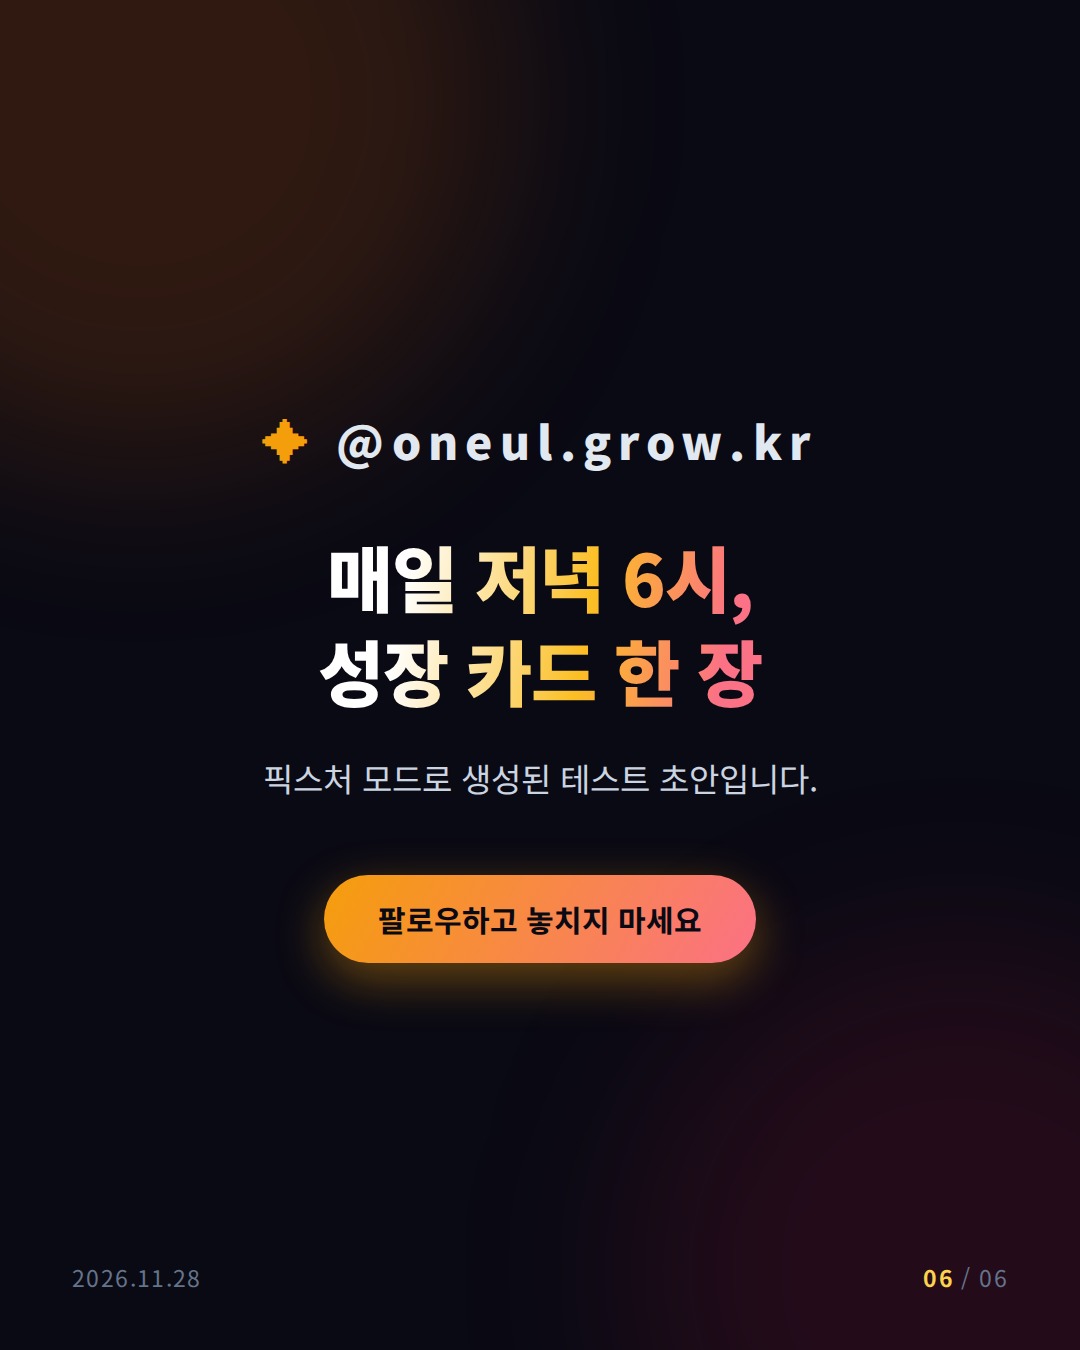 @oneul.grow.kr
매일 저녁 6시,
성장 카드 한 장
픽스처 모드로 생성된 테스트 초안입니다.
팔로우하고 놓치지 마세요
2026.11.28
06 / 06